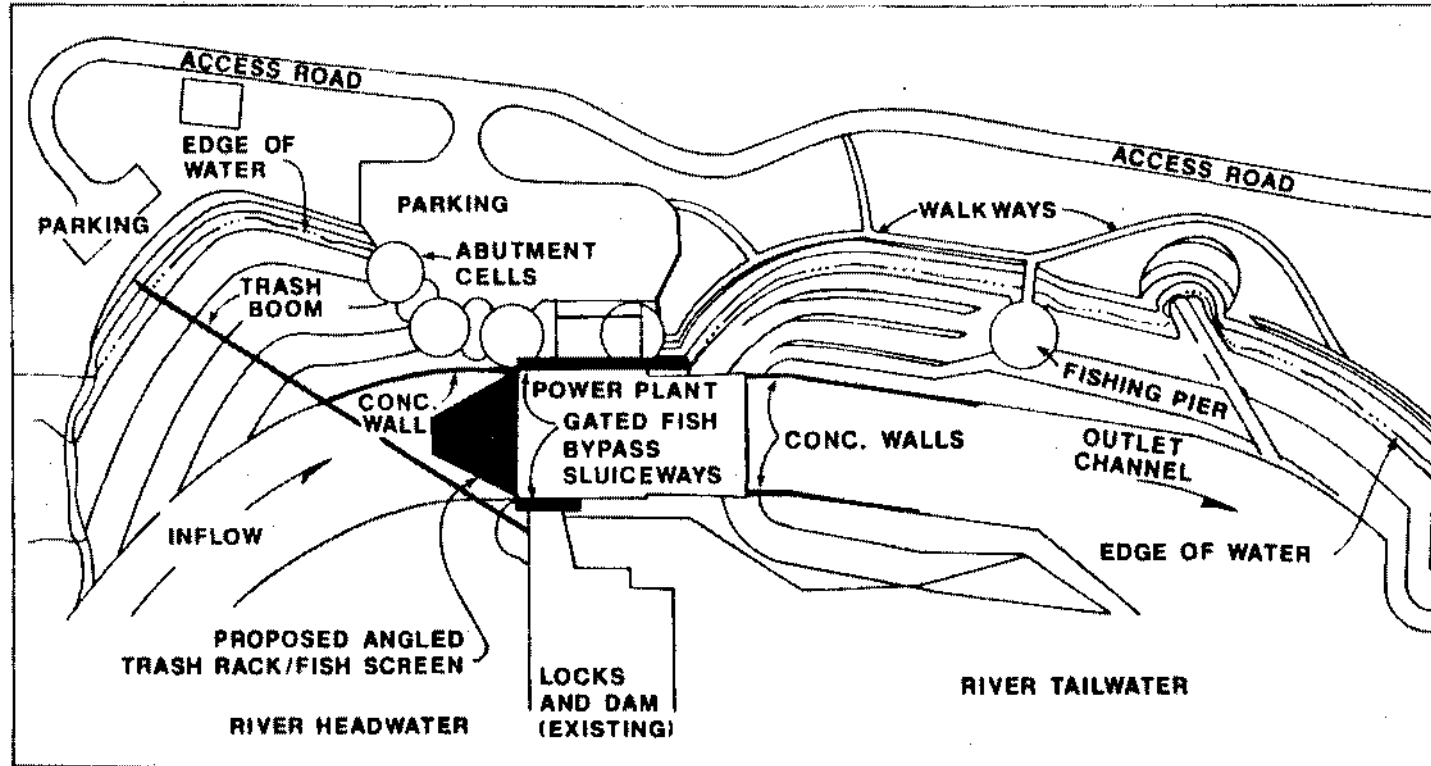 ACCESS ROAD
EDGE OF
WATER
PARKING
PARKING
ABUTMENT
CELLS
TRASH
BOOM
WALKWAYS
ACCESS ROAD
CONC.
WALL
POWER PLANT
GATED FISH
BYPASS
SLUICEWAYS
CONC. WALLS
FISHING PIER
OUTLET
CHANNEL
INFLOW
EDGE OF WATER
PROPOSED ANGLED
TRASH RACK/FISH SCREEN
LOCKS
AND DAM
(EXISTING)
RIVER HEADWATER
RIVER TAILWATER